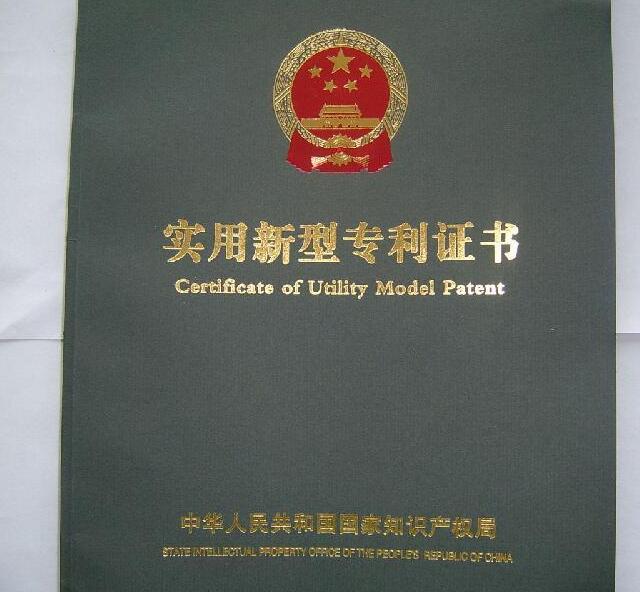 实用新型专利证书
Certificate of Utility Model Patent
中华人民共和国国家知识产权局
STATE INTELLECTUAL PROPERTY OFFICE OF THE PEOPLE'S REPUBLIC OF CHINA